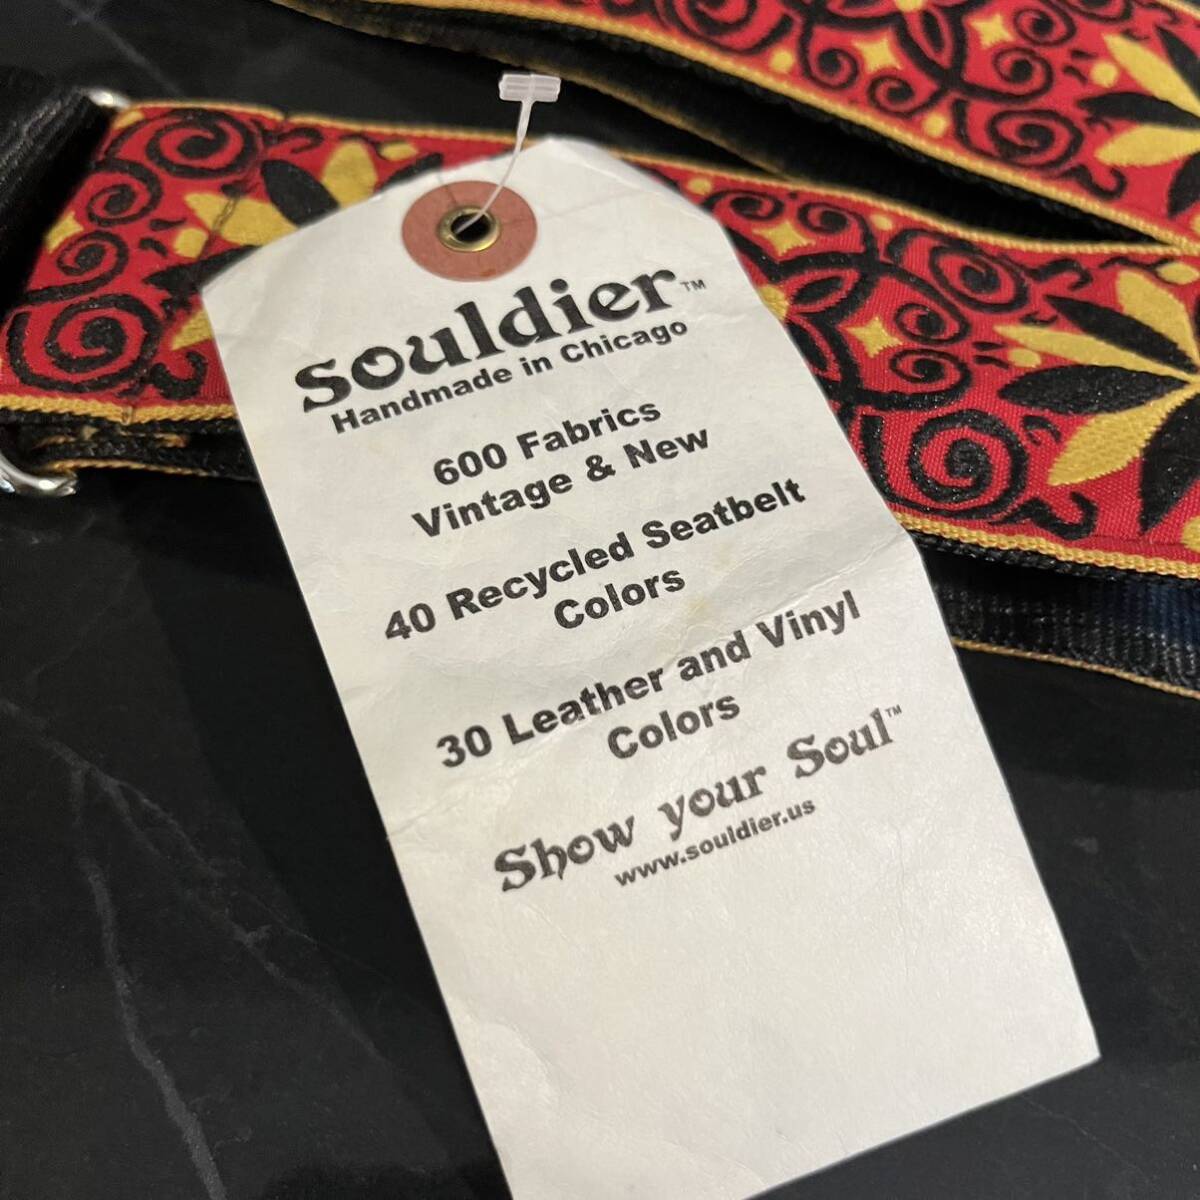 souldier™
Handmade in Chicago
600 Fabrics
Vintage & New
40 Recycled Seatbelt
Colors
30 Leather and Vinyl
Colors
Show your Soul™
www.souldier.us